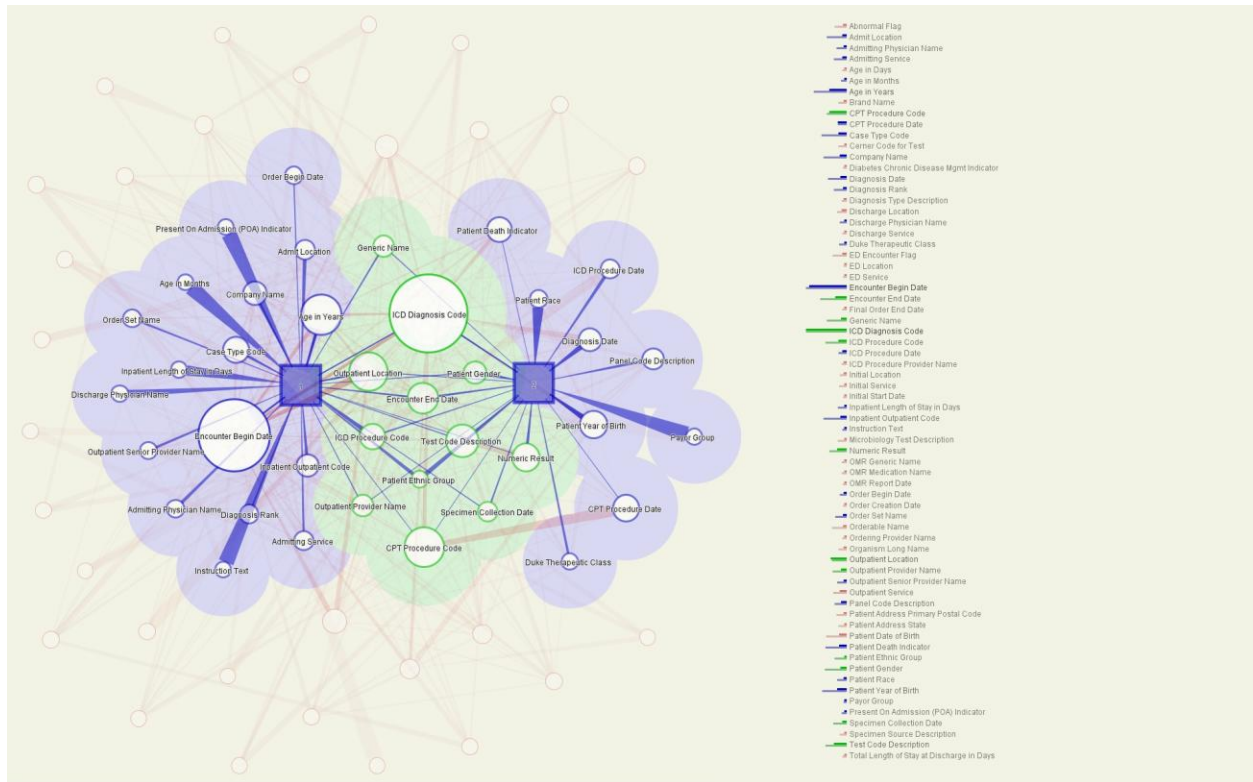 Order Begin Date
Present On Admission (POA) Indicator
Admit Location
Generic Name
Patient Death Indicator
ICD Procedure Date
Age in Months
Company Name
Patient Race
Order Set Name
Age in Years
ICD Diagnosis Code
Diagnosis Date
Case Type Code
Panel Code Description
Inpatient Length of Stay in Days
Outpatient Location
Patient Gender
Discharge Physician Name
Encounter End Date
Encounter Begin Date
ICD Procedure Code
Test Code Description
Patient Year of Birth
Payor Group
Outpatient Senior Provider Name
Numeric Result
Inpatient Outpatient Code
Patient Ethnic Group
Admitting Physician Name
Diagnosis Rank
Outpatient Provider Name
Specimen Collection Date
CPT Procedure Date
Admitting Service
CPT Procedure Code
Instruction Text
Duke Therapeutic Class
Abnormal Flag
Admit Location
Admitting Physician Name
Admitting Service
Age in Days
Age in Months
Age in Years
Brand Name
CPT Procedure Code
CPT Procedure Date
Case Type Code
Cerner Code for Test
Company Name
Diabetes Chronic Disease Mgmt Indicator
Diagnosis Date
Diagnosis Rank
Diagnosis Type Description
Discharge Location
Discharge Physician Name
Discharge Service
Duke Therapeutic Class
ED Encounter Flag
ED Location
ED Service
Encounter Begin Date
Encounter End Date
Final Order End Date
Generic Name
ICD Diagnosis Code
ICD Procedure Code
ICD Procedure Date
ICD Procedure Provider Name
Initial Location
Initial Service
Initial Start Date
Inpatient Length of Stay in Days
Inpatient Outpatient Code
Instruction Text
Microbiology Test Description
Numeric Result
OMR Generic Name
OMR Medication Name
OMR Report Date
Order Begin Date
Order Creation Date
Order Set Name
Orderable Name
Ordering Provider Name
Organism Long Name
Outpatient Location
Outpatient Provider Name
Outpatient Senior Provider Name
Outpatient Service
Panel Code Description
Patient Address Primary Postal Code
Patient Address State
Patient Date of Birth
Patient Death Indicator
Patient Ethnic Group
Patient Gender
Patient Race
Patient Year of Birth
Payor Group
Present On Admission (POA) Indicator
Specimen Collection Date
Specimen Source Description
Test Code Description
Total Length of Stay at Discharge in Days